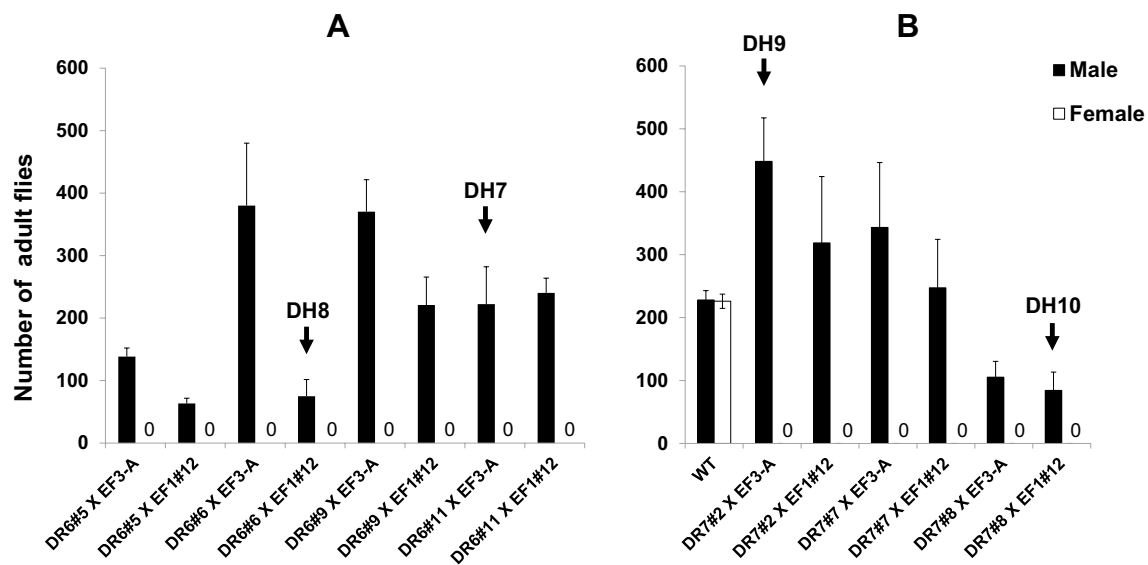 A
Number of adult flies
600
500
400
300
200
100
0
DH8
DH7
0
0
0
0
0
0
0
0
DR6#5 X EF3-A
DR6#5 X EF1#12
DR6#6 X EF3-A
DR6#6 X EF1#12
DR6#9 X EF3-A
DR6#9 X EF1#12
DR6#11 X EF3-A
DR6#11 X EF1#12
B
600
500
400
300
200
100
0
DH9
DH10
Male
Female
0
0
0
0
0
0
WT
DR7#2 X EF3-A
DR7#2 X EF1#12
DR7#7 X EF3-A
DR7#7 X EF1#12
DR7#8 X EF3-A
DR7#8 X EF1#12